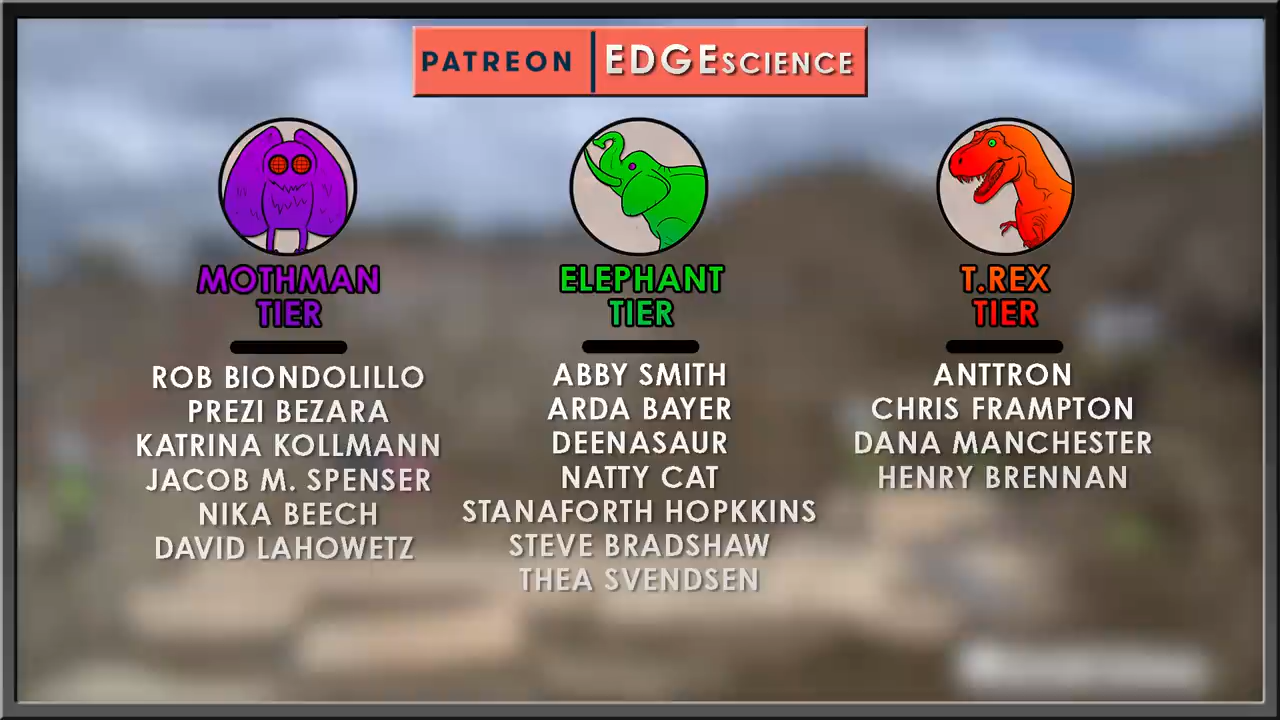 PATREON | EDGESCIENCE
MOTHMAN
TIER
ROB BIONDOLILLO
PREZI BEZARA
KATRINA KOLLMANN
JACOB M. SPENSER
NIKA BEECH
DAVID LAHOWETZ
ELEPHANT
TIER
ABBY SMITH
ARDA BAYER
DEENASAUR
NATTY CAT
STANAFORTH HOPKKINS
STEVE BRADSHAW
THEA SVENDSEN
T.REX
TIER
ANTTRON
CHRIS FRAMPTON
DANA MANCHESTER
HENRY BRENNAN